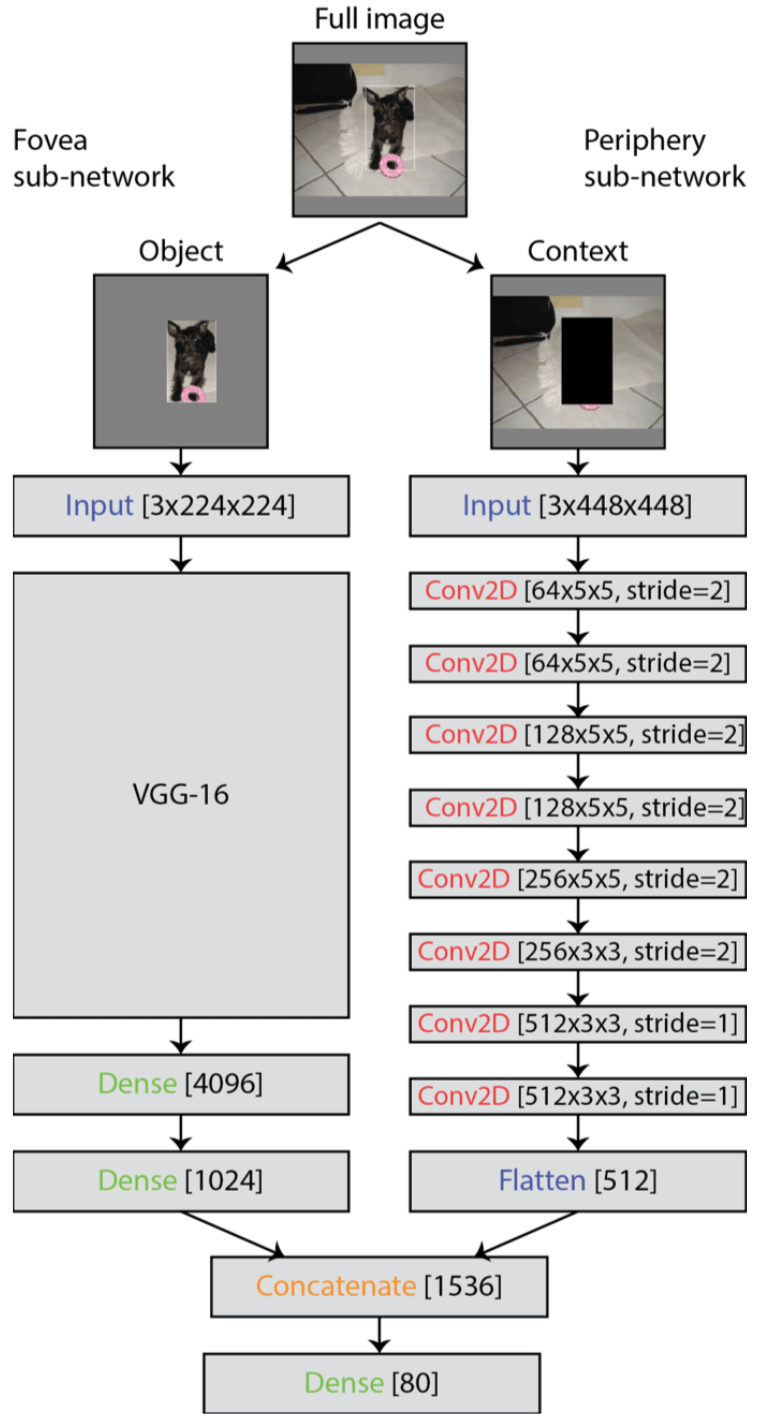 Full image
Fovea
sub-network
Periphery
sub-network
Object
Context
Input [3x224x224]
Input [3x448x448]
Conv2D [64x5x5, stride=2]
Conv2D [64x5x5, stride=2]
Conv2D [128x5x5, stride=2]
VGG-16
Conv2D [128x5x5, stride=2]
Conv2D [256x5x5, stride=2]
Conv2D [256x3x3, stride=2]
Conv2D [512x3x3, stride=1]
Dense [4096]
Conv2D [512x3x3, stride=1]
Dense [1024]
Flatten [512]
Concatenate [1536]
Dense [80]